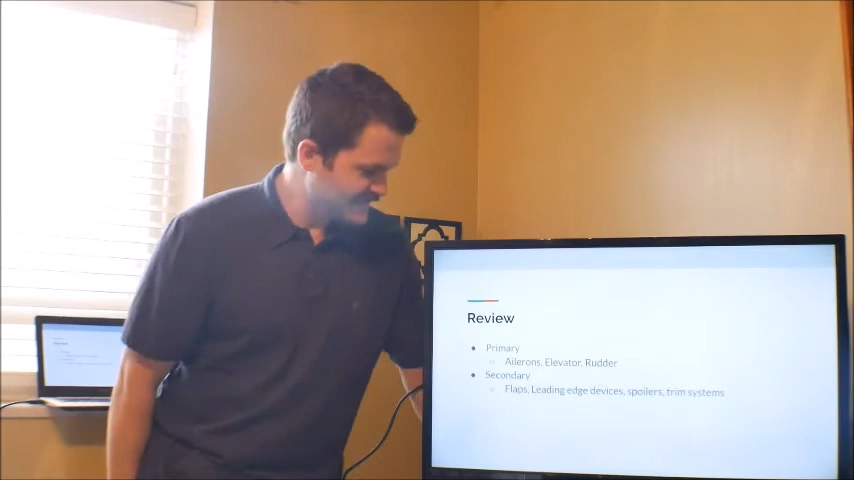 Review
● Primary
○ Ailerons, Elevator, Rudder
● Secondary
○ Flaps, Leading edge devices, spoilers, trim systems